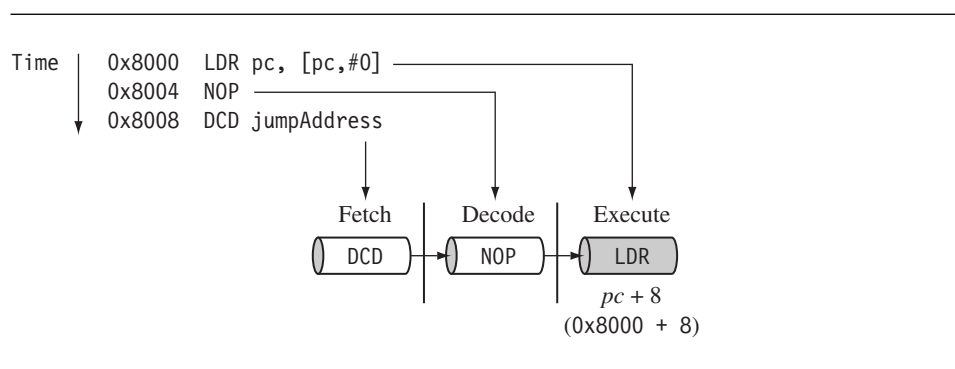 Time 0x8000 LDR pc, [pc,#0]
0x8004 NOP
0x8008 DCD jumpAddress
Fetch Decode Execute
DCD NOP LDR
pc + 8
(0x8000 + 8)